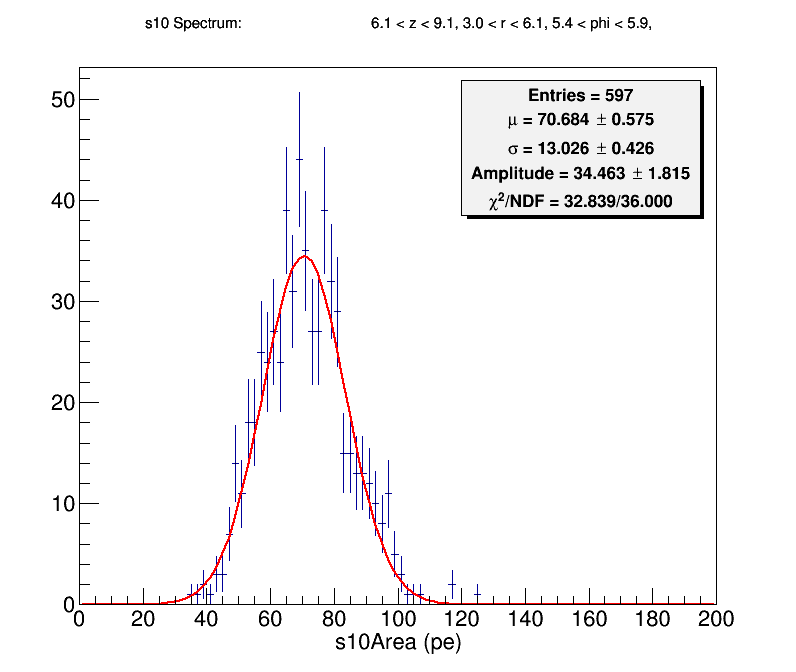 s10 Spectrum: 6.1 < z < 9.1, 3.0 < r < 6.1, 5.4 < phi < 5.9,
Entries = 597
μ = 70.684 ± 0.575
σ = 13.026 ± 0.426
Amplitude = 34.463 ± 1.815
χ²/NDF = 32.839/36.000
50
40
30
20
10
0
0 20 40 60 80 100 120 140 160 180 200
s10Area (pe)